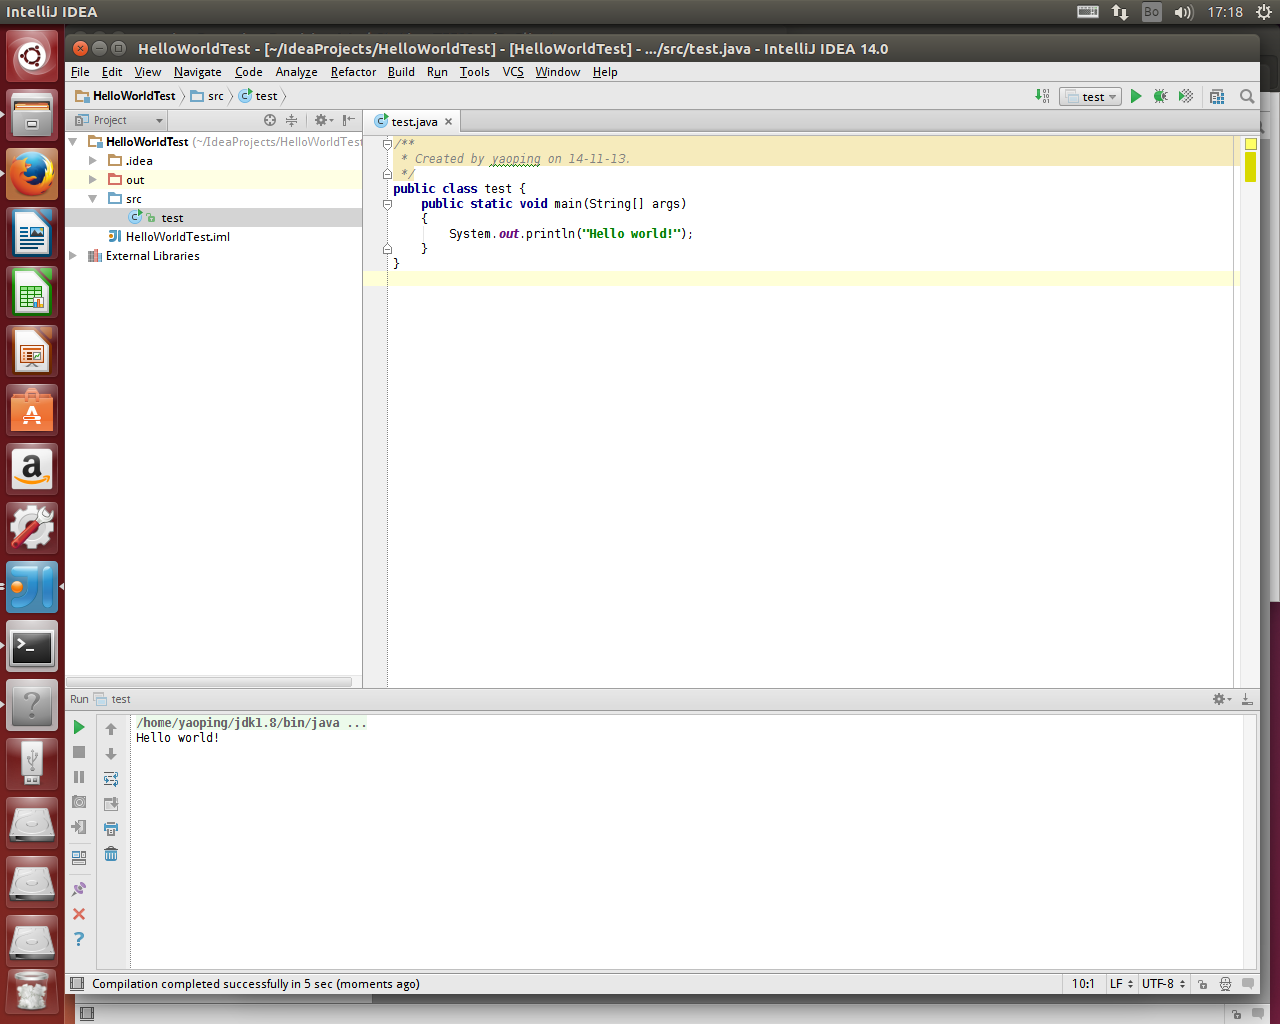 IntelliJ IDEA
Bo
17:18
HelloWorldTest - [~/IdeaProjects/HelloWorldTest] - [HelloWorldTest] - .../src/test.java - IntelliJ IDEA 14.0
File Edit View Navigate Code Analyze Refactor Build Run Tools VCS Window Help
HelloWorldTest src test
test
Project
test.java
HelloWorldTest (~/IdeaProjects/HelloWorldTest
.idea
out
src
test
HelloWorldTest.iml
External Libraries
/**
* Created by yaoping on 14-11-13.
*/
public class test {
public static void main(String[] args)
{
System.out.println("Hello world!");
}
}
Run test
/home/yaoping/jdk1.8/bin/java ...
Hello world!
Compilation completed successfully in 5 sec (moments ago)
10:1 LF UTF-8